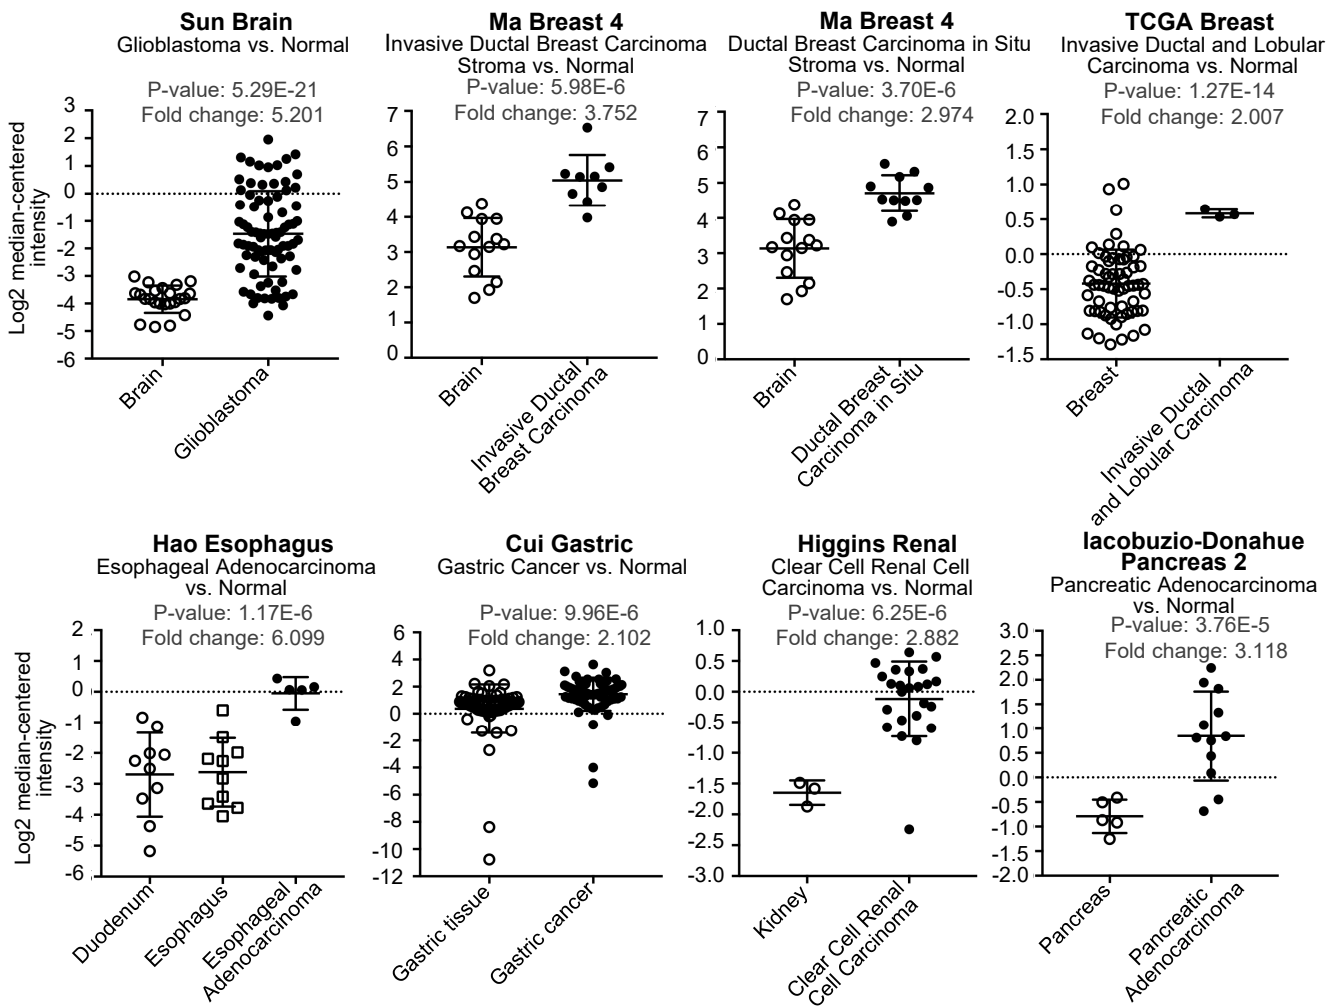 Sun Brain
Glioblastoma vs. Normal
P-value: 5.29E-21
Fold change: 5.201
Log2 median-centered
intensity
3
2
1
0
-1
-2
-3
-4
-5
-6
Brain
Glioblastoma
Ma Breast 4
Invasive Ductal Breast Carcinoma
Stroma vs. Normal
P-value: 5.98E-6
Fold change: 3.752
7
6
5
4
3
2
1
0
Brain
Invasive Ductal
Breast Carcinoma
Ma Breast 4
Ductal Breast Carcinoma in Situ
Stroma vs. Normal
P-value: 3.70E-6
Fold change: 2.974
7
6
5
4
3
2
1
0
Brain
Ductal Breast
Carcinoma in Situ
TCGA Breast
Invasive Ductal and Lobular
Carcinoma vs. Normal
P-value: 1.27E-14
Fold change: 2.007
2.0
1.5
1.0
0.5
0.0
-0.5
-1.0
-1.5
Breast
Invasive Ductal
and Lobular Carcinoma
Hao Esophagus
Esophageal Adenocarcinoma
vs. Normal
P-value: 1.17E-6
Fold change: 6.099
Log2 median-centered
intensity
2
1
0
-1
-2
-3
-4
-5
-6
Duodenum
Esophagus
Esophageal
Adenocarcinoma
Cui Gastric
Gastric Cancer vs. Normal
P-value: 9.96E-6
Fold change: 2.102
6
4
2
0
-2
-4
-6
-8
-10
-12
Gastric tissue
Gastric cancer
Higgins Renal
Clear Cell Renal Cell
Carcinoma vs. Normal
P-value: 6.25E-6
Fold change: 2.882
1.0
0.5
0.0
-0.5
-1.0
-1.5
-2.0
-2.5
-3.0
Kidney
Clear Cell Renal
Cell Carcinoma
Iacobuzio-Donahue
Pancreas 2
Pancreatic Adenocarcinoma
vs. Normal
P-value: 3.76E-5
Fold change: 3.118
3.0
2.5
2.0
1.5
1.0
0.5
0.0
-0.5
-1.0
-1.5
-2.0
Pancreas
Pancreatic
Adenocarcinoma